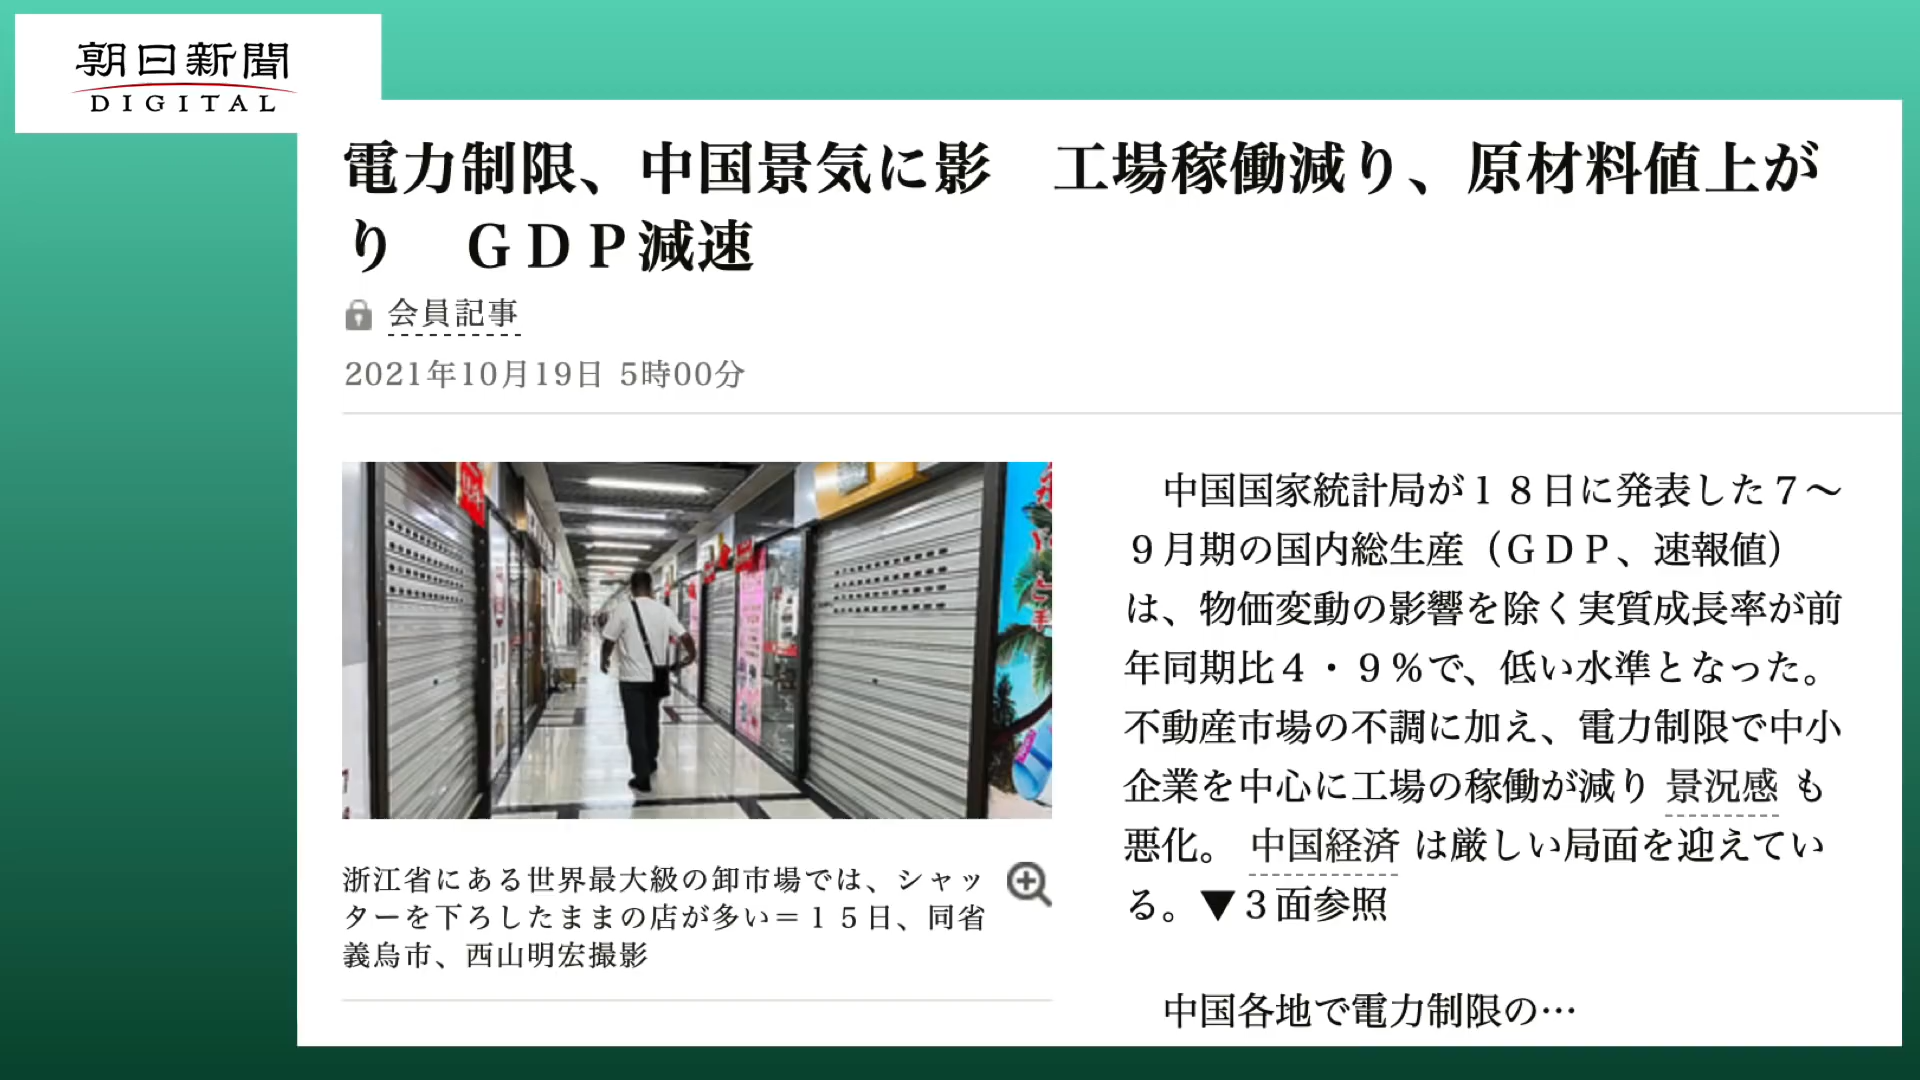 朝日新聞
DIGITAL
電力制限、中国景気に影　工場稼働減り、原材料値上が
り　ＧＤＰ減速
会員記事
2021年10月19日 5時00分
中国国家統計局が１８日に発表した７～
９月期の国内総生産（ＧＤＰ、速報値）
は、物価変動の影響を除く実質成長率が前
年同期比４・９％で、低い水準となった。
不動産市場の不調に加え、電力制限で中小
企業を中心に工場の稼働が減り 景況感 も
悪化。 中国経済 は厳しい局面を迎えてい
る。▼３面参照
中国各地で電力制限の…
浙江省にある世界最大級の卸市場では、シャッ
ターを下ろしたままの店が多い＝１５日、同省
義烏市、西山明宏撮影